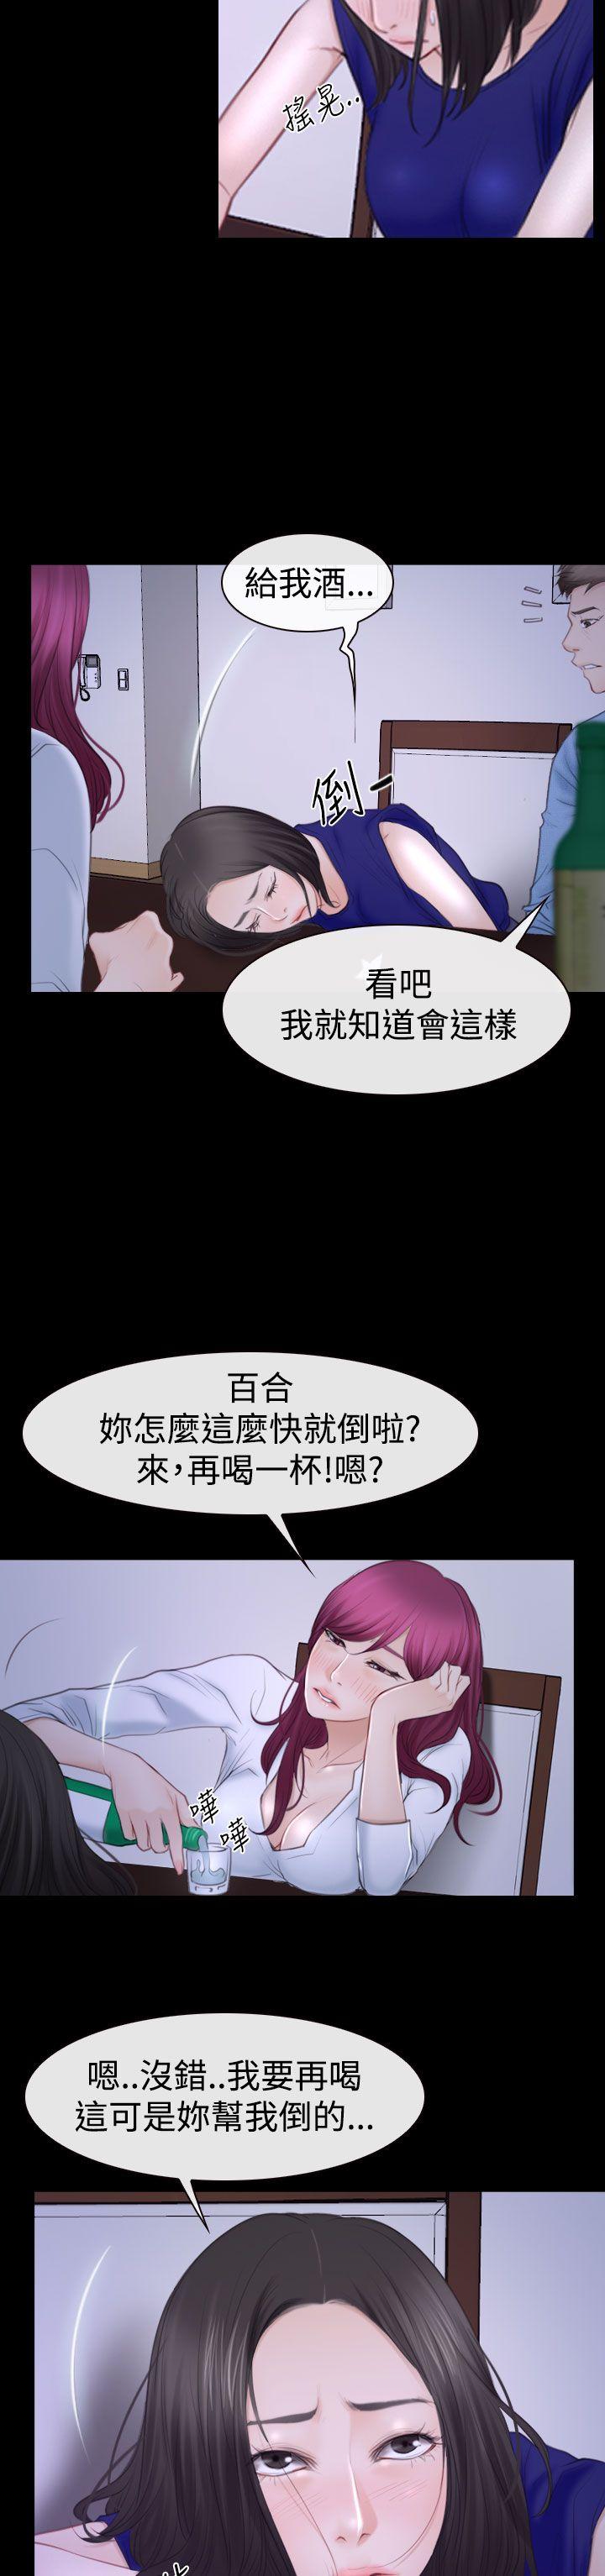 搖晃..
給我酒...
倒-
看吧
我就知道會這樣
百合
妳怎麼這麼快就倒啦?
來,再喝一杯!嗯?
嘩
嘩
嗯..沒錯..我要再喝
這可是妳幫我倒的...